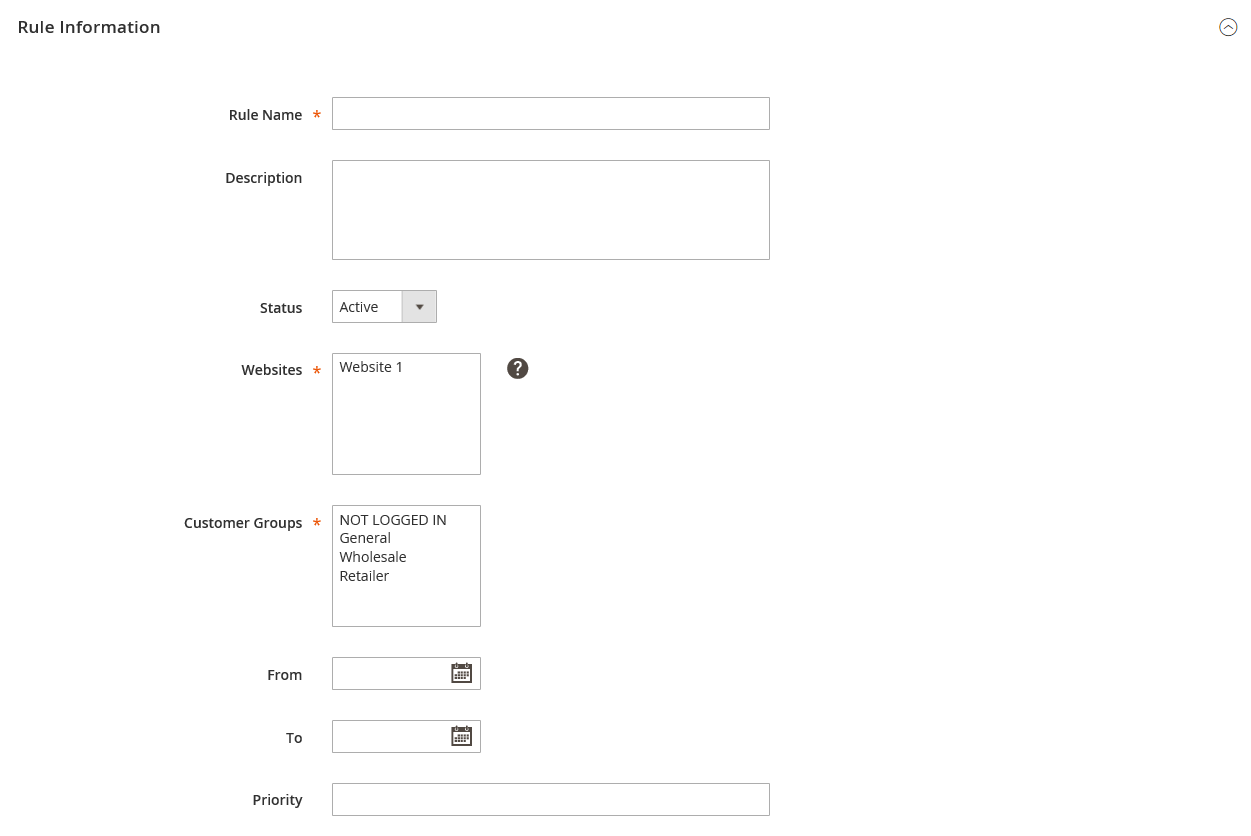 Rule Information
Rule Name *
Description
Status Active
Websites * Website 1 ?
Customer Groups * NOT LOGGED IN
General
Wholesale
Retailer
From
To
Priority